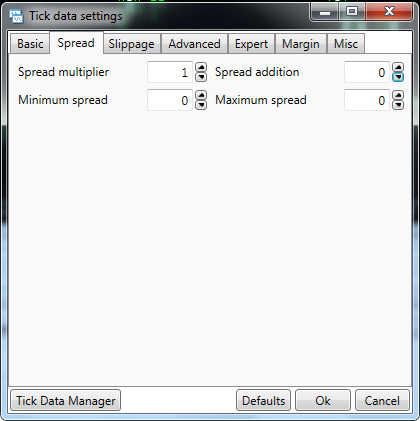 Tick data settings
Basic Spread Slippage Advanced Expert Margin Misc
Spread multiplier 1 Spread addition 0
Minimum spread 0 Maximum spread 0
Tick Data Manager Defaults Ok Cancel